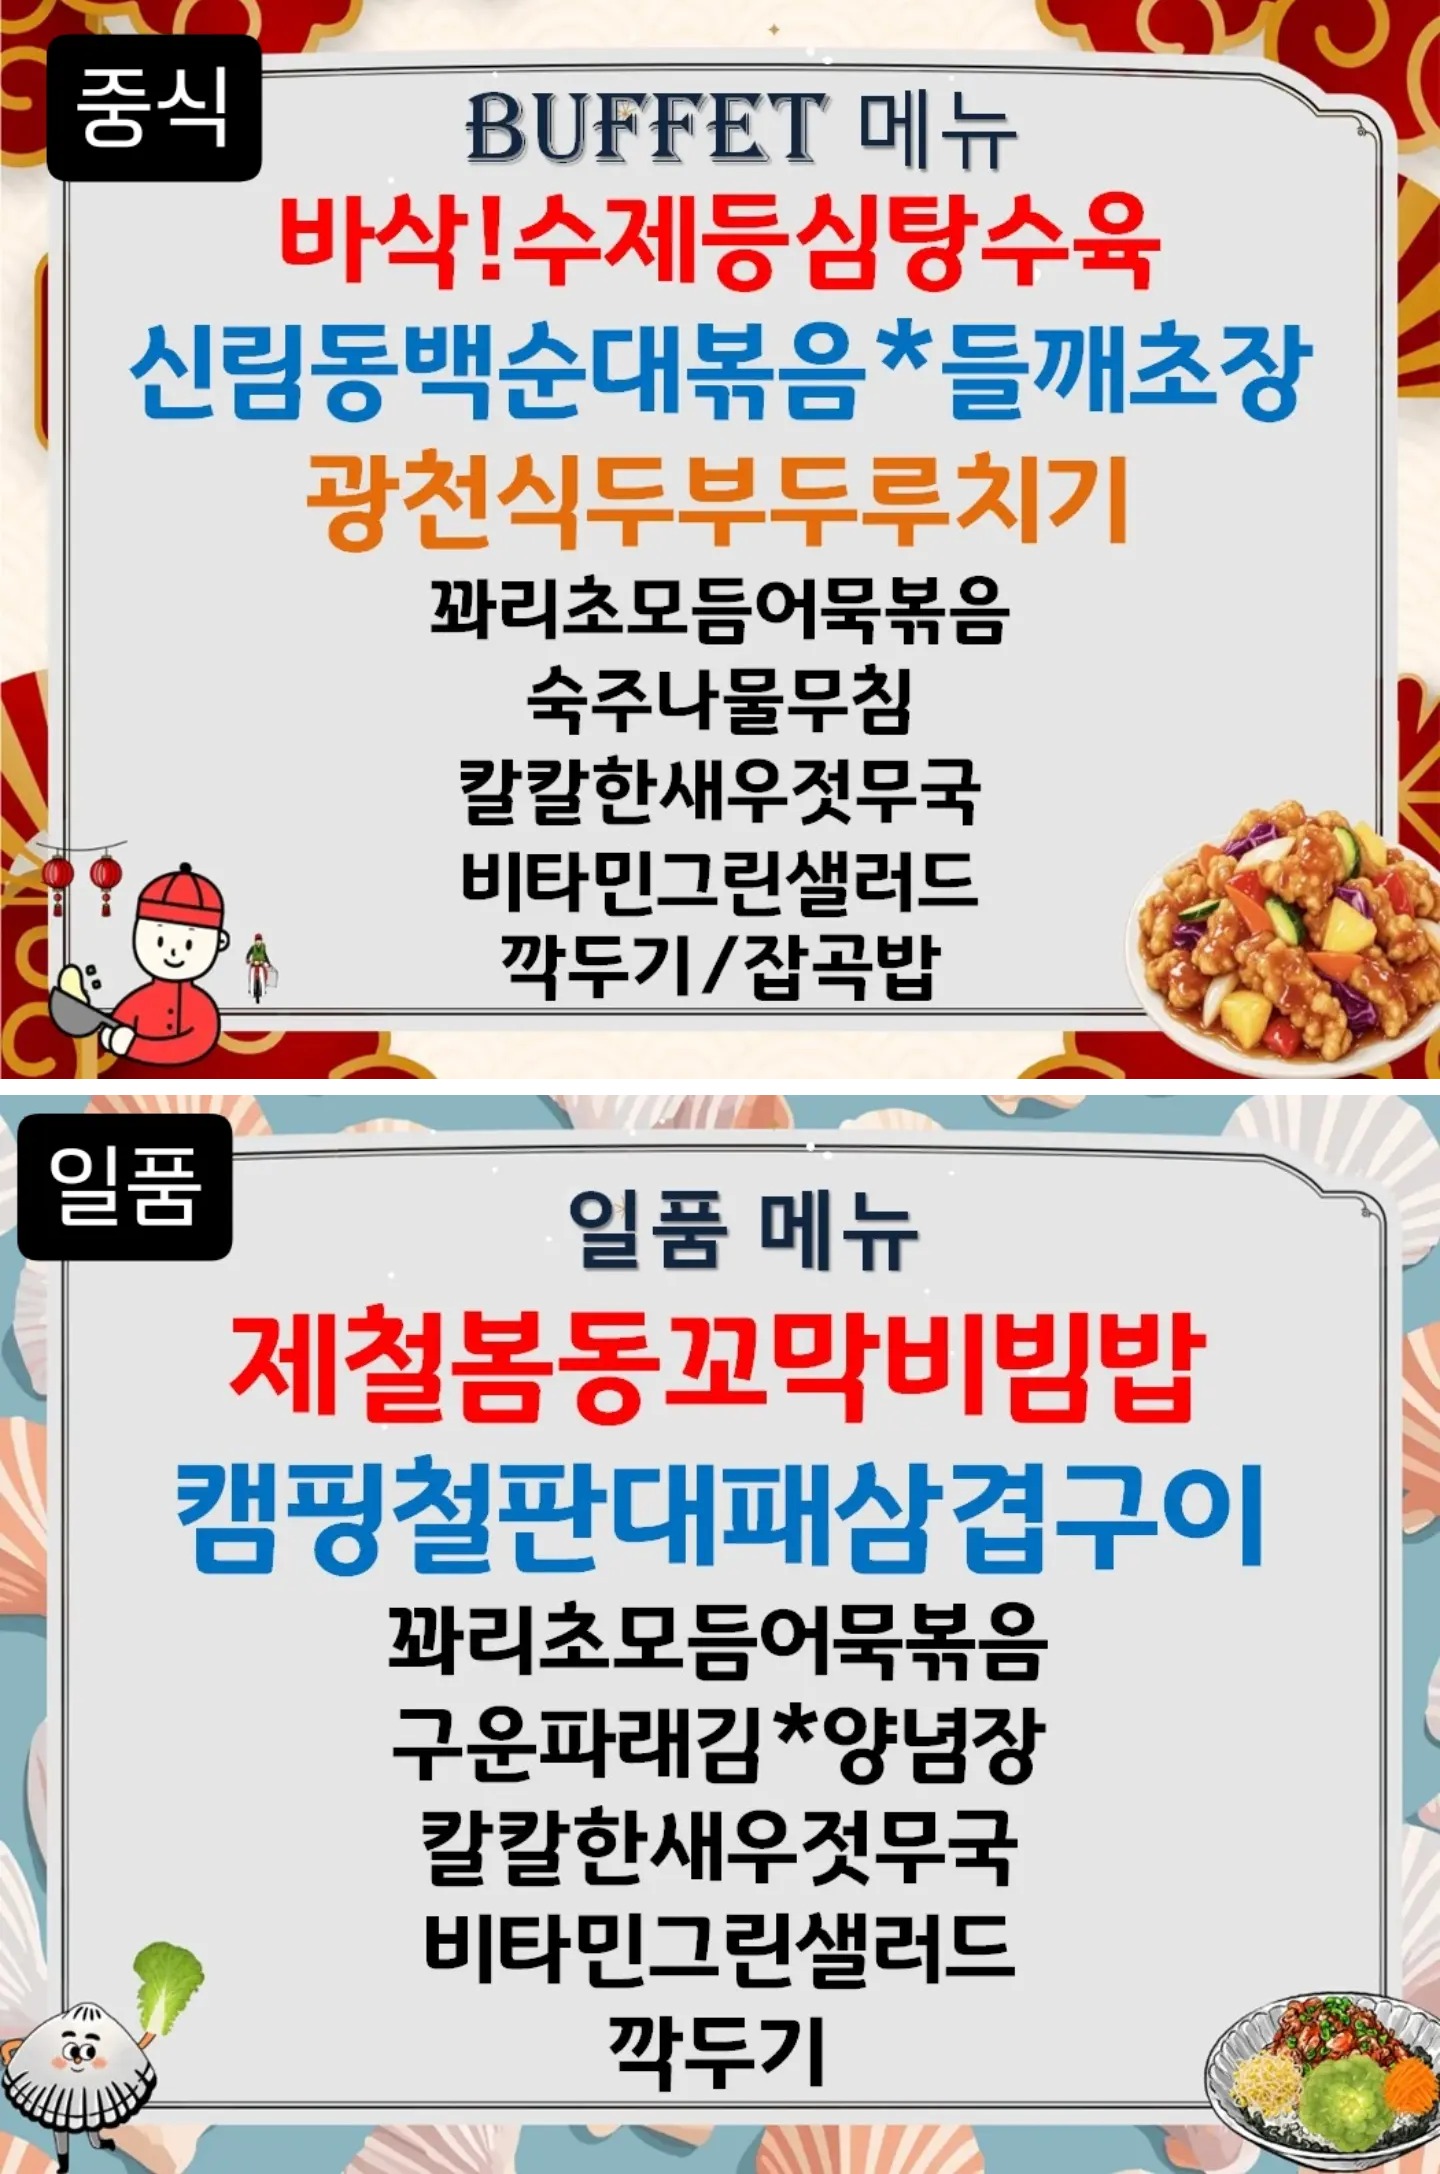 중식
BUFFET 메뉴
바삭!수제등심탕수육
신림동백순대볶음*들깨초장
광천식두부두루치기
꽈리초모듬어묵볶음
숙주나물무침
칼칼한새우젓무국
비타민그린샐러드
깍두기/잡곡밥
일품
일품 메뉴
제철봄동꼬막비빔밥
캠핑철판대패삼겹구이
꽈리초모듬어묵볶음
구운파래김*양념장
칼칼한새우젓무국
비타민그린샐러드
깍두기